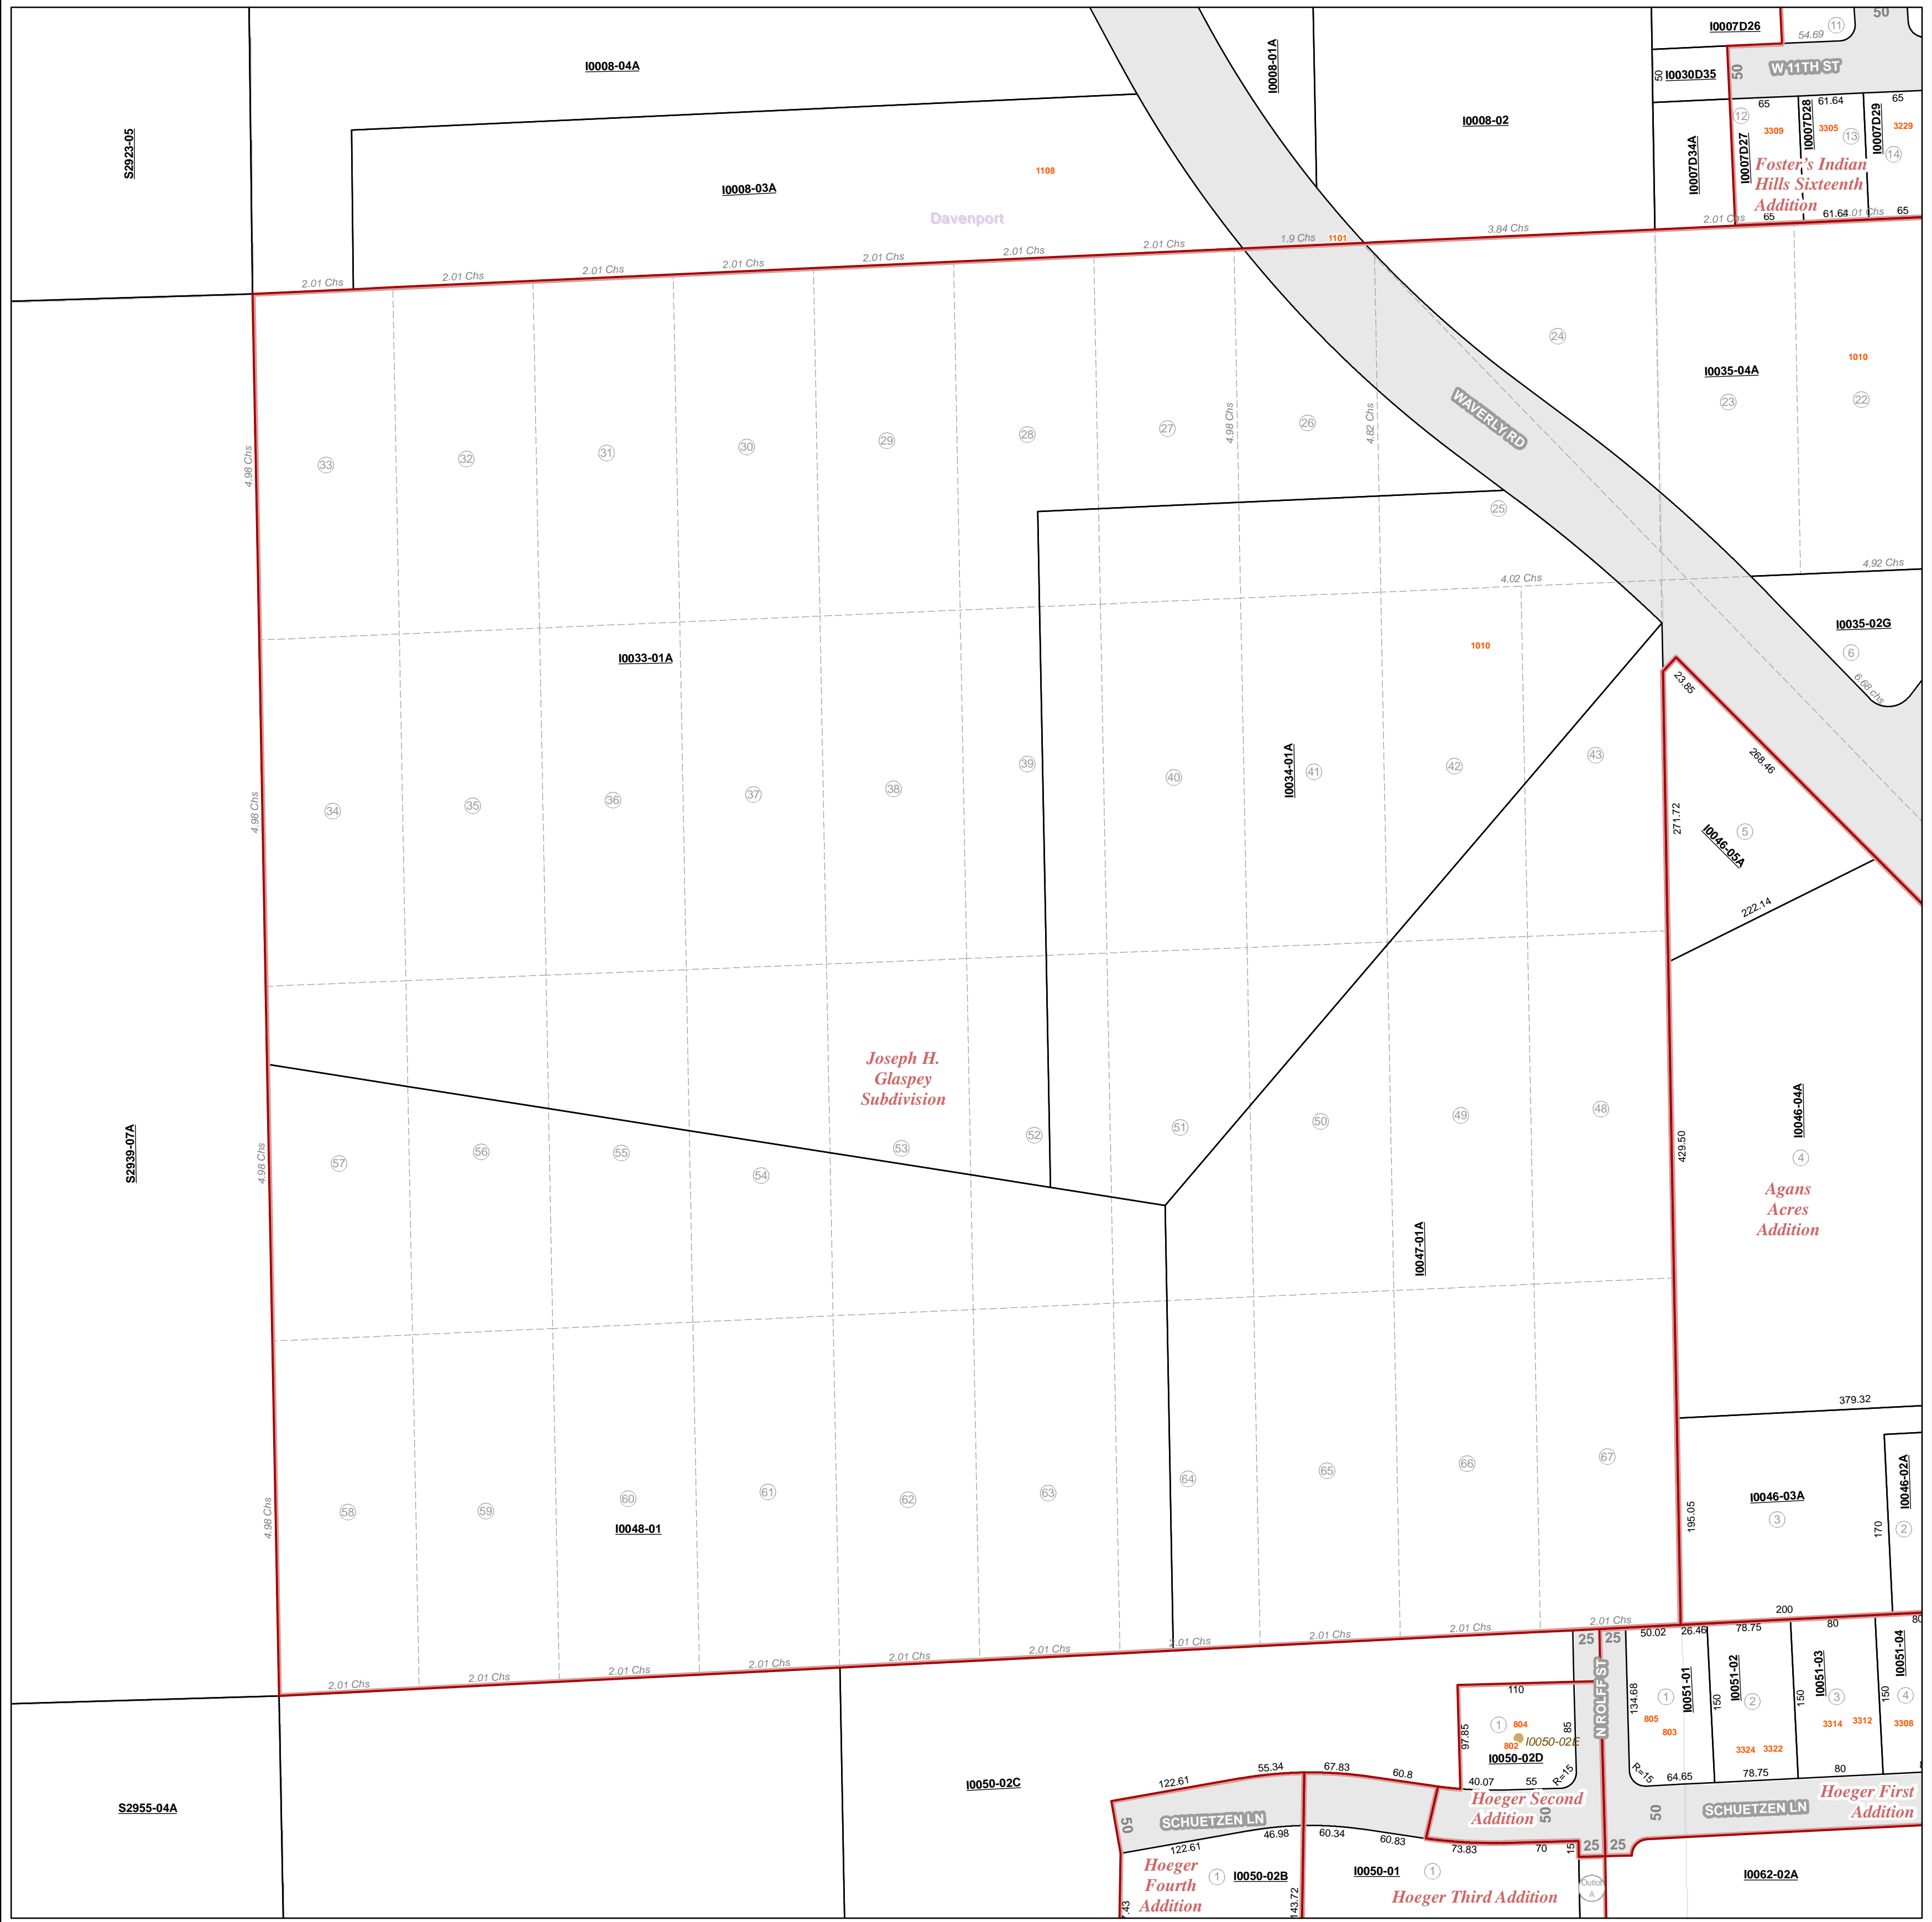 I0008-04A
I0008-01A
I0008-02
I0007D26
11
54.69
50
50
I0030D35
50
W 11TH ST
S2923-05
I0008-03A
1108
Davenport
I0007D34A
12
65
3309
I0007D27
I0007D28
61.64
3305
13
I0007D29
65
3229
14
Foster's Indian
Hills Sixteenth
Addition
65
61.64
65
2.01 Chs
2.01 Chs
2.01 Chs
2.01 Chs
2.01 Chs
2.01 Chs
2.01 Chs
2.01 Chs
1.9 Chs
1101
3.84 Chs
2.01 Chs
2.01 Chs
24
1010
I0035-04A
23
22
WAVERLY RD
4.98 Chs
33
32
31
30
29
28
27
4.98 Chs
26
4.82 Chs
25
4.02 Chs
4.92 Chs
I0035-02G
6
6.68 chs
I0033-01A
1010
23.85
268.46
4.98 Chs
34
35
36
37
38
39
40
I0034-01A
41
42
43
271.72
I0046-05A
5
222.14
Joseph H.
Glaspey
Subdivision
S2939-07A
4.98 Chs
57
56
55
54
53
52
51
50
49
48
429.50
I0046-04A
4
Agans
Acres
Addition
I0047-01A
379.32
4.98 Chs
58
59
60
61
62
63
64
65
66
67
I0048-01
195.05
I0046-03A
3
170
I0046-02A
2
200
2.01 Chs
2.01 Chs
2.01 Chs
2.01 Chs
2.01 Chs
2.01 Chs
2.01 Chs
2.01 Chs
2.01 Chs
2.01 Chs
25
25
50.02
26.46
78.75
80
80
110
97.85
1
804
802
I0050-02E
I0050-02D
85
40.07
55
R=15
N ROLFF ST
134.68
805
803
1
I0051-01
150
I0051-02
2
3324
3322
150
I0051-03
3
3314
3312
150
I0051-04
4
3308
R=15
64.65
78.75
80
S2955-04A
I0050-02C
122.61
55.34
67.83
60.8
50
SCHUETZEN LN
Hoeger Second
Addition
50
50
SCHUETZEN LN
Hoeger First
Addition
122.61
46.98
60.34
60.83
73.83
70
15
25
25
Hoeger
Fourth
Addition
1
I0050-02B
143.72
I0050-01
1
Hoeger Third Addition
Outlot
A
I0062-02A